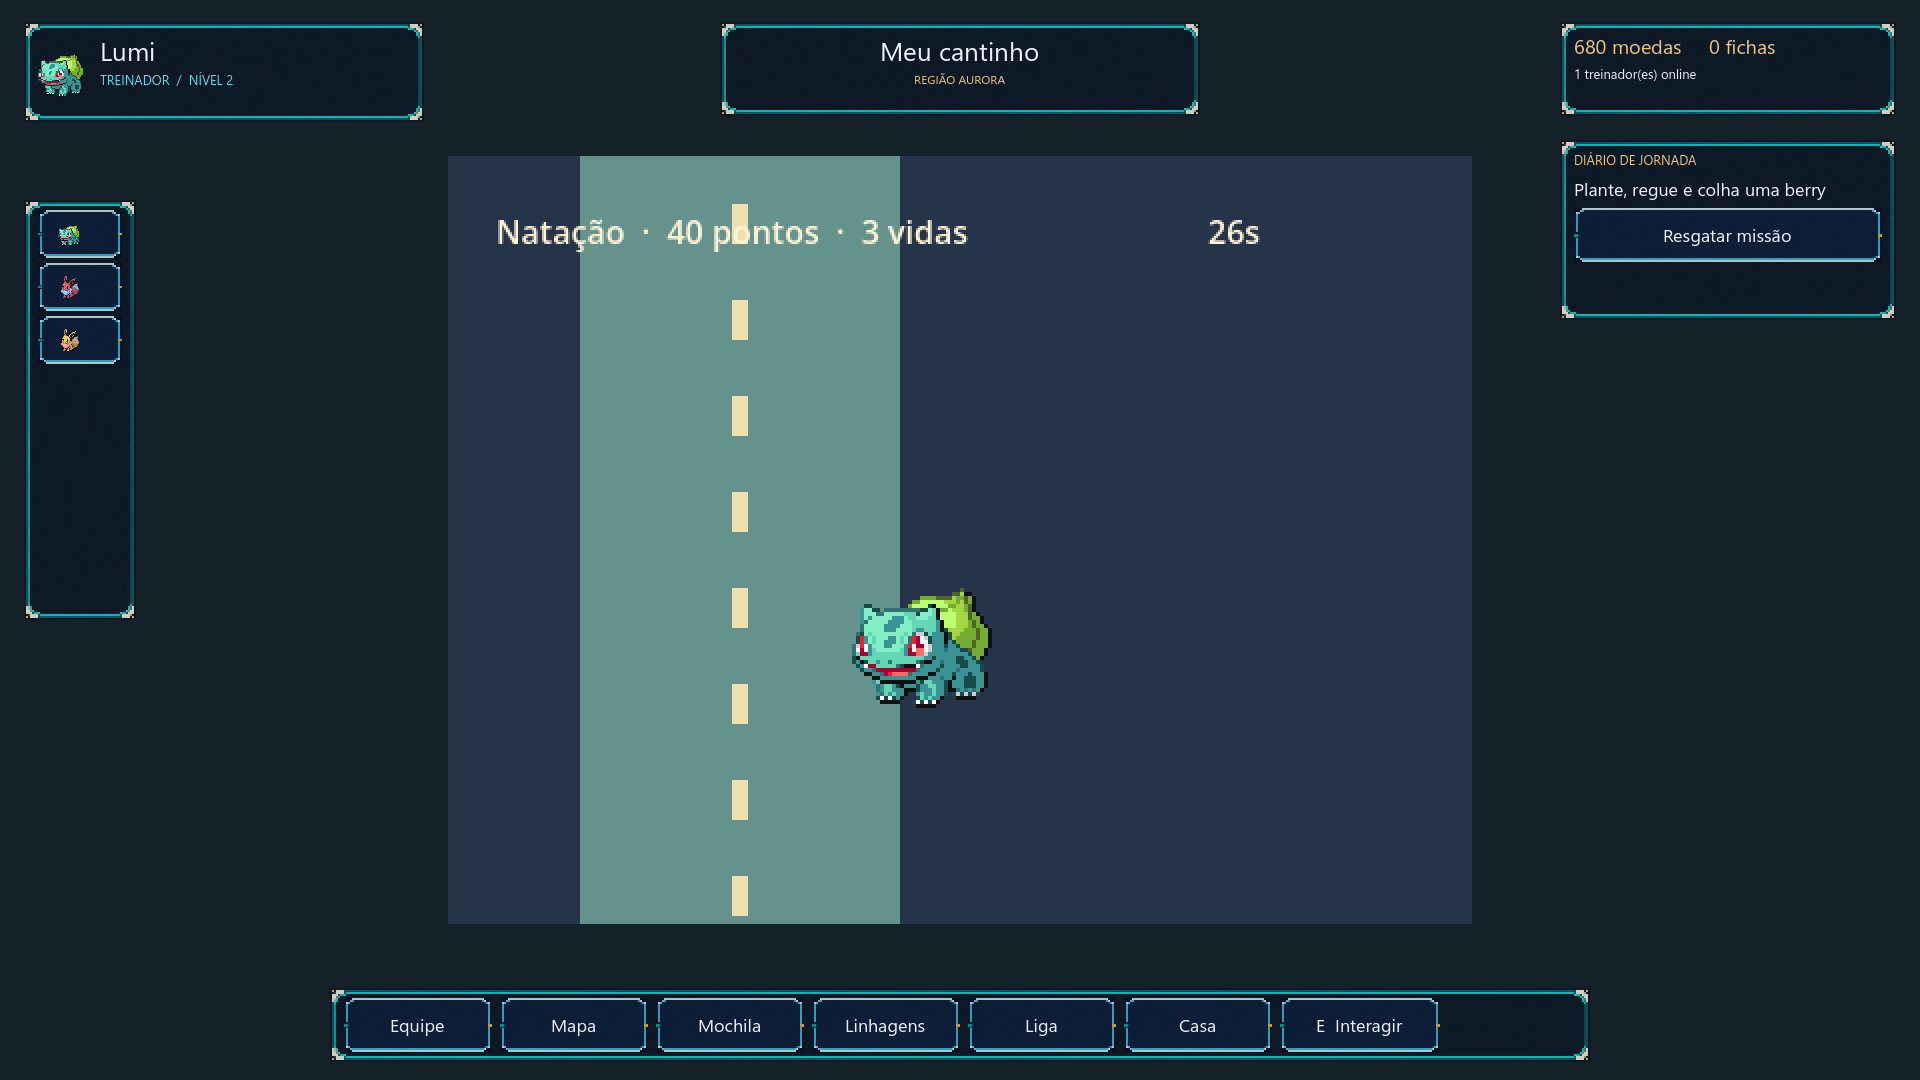 Lumi
TREINADOR / NÍVEL 2
Meu cantinho
REGIÃO AURORA
680 moedas 0 fichas
1 treinador(es) online
DIÁRIO DE JORNADA
Plante, regue e colha uma berry
Resgatar missão
Natação · 40 pontos · 3 vidas 26s
Equipe
Mapa
Mochila
Linhagens
Liga
Casa
E Interagir